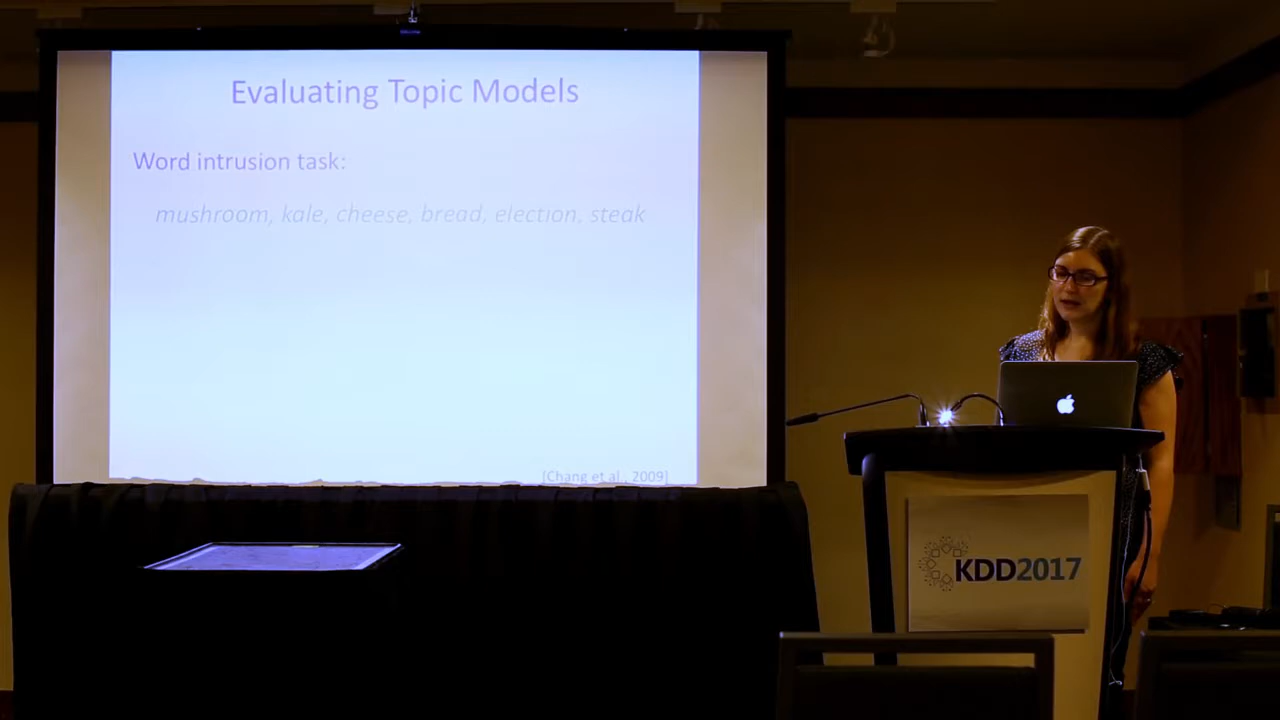 Evaluating Topic Models
Word intrusion task:
mushroom, kale, cheese, bread, election, steak
[Chang et al., 2009]
KDD2017